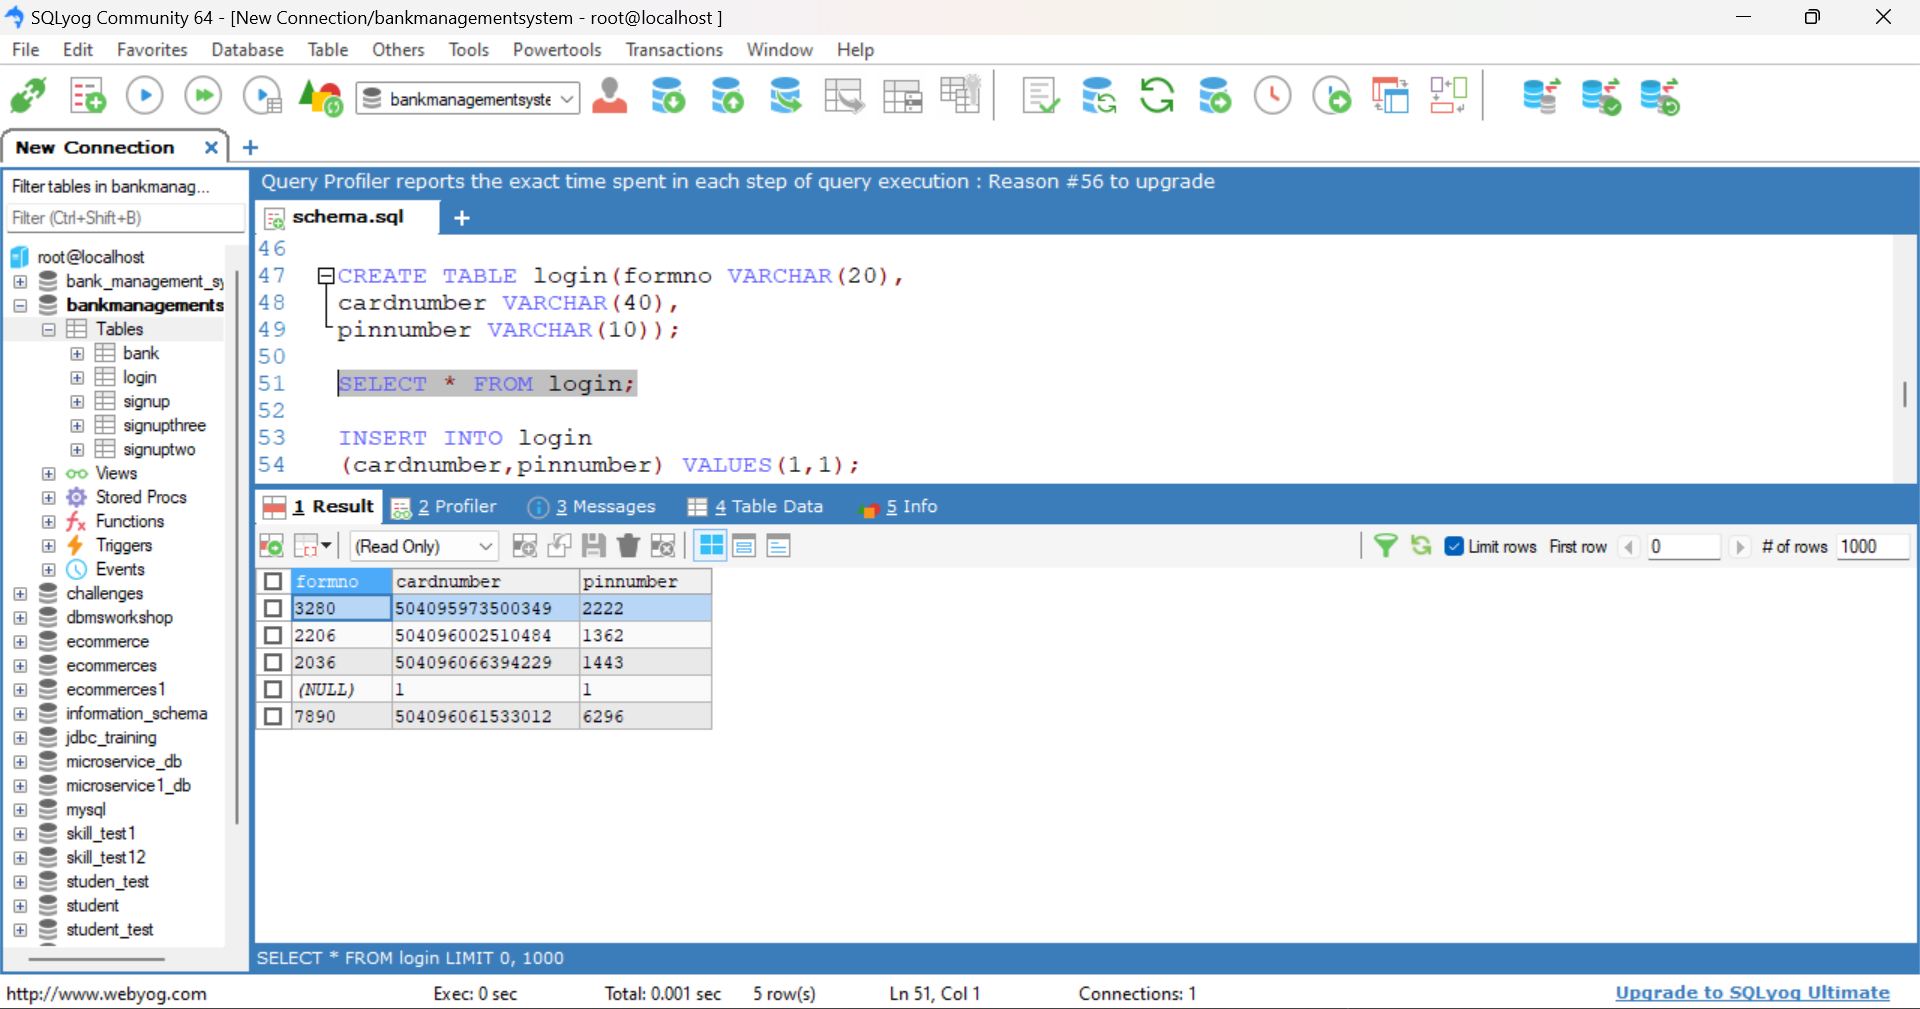 SQLyog Community 64 - [New Connection/bankmanagementsystem - root@localhost ]
File Edit Favorites Database Table Others Tools Powertools Transactions Window Help
bankmanagementsyste
New Connection
Filter tables in bankmanag...
Filter (Ctrl+Shift+B)
root@localhost
bank_management_sy
bankmanagements
Tables
bank
login
signup
signupthree
signuptwo
Views
Stored Procs
Functions
Triggers
Events
challenges
dbmsworkshop
ecommerce
ecommerces
ecommerces1
information_schema
jdbc_training
microservice_db
microservice1_db
mysql
skill_test1
skill_test12
studen_test
student
student_test
Query Profiler reports the exact time spent in each step of query execution : Reason #56 to upgrade
schema.sql
46
47 CREATE TABLE login(formno VARCHAR(20),
48 cardnumber VARCHAR(40),
49 pinnumber VARCHAR(10));
50
51 SELECT * FROM login;
52
53 INSERT INTO login
54 (cardnumber,pinnumber) VALUES(1,1);
1 Result 2 Profiler 3 Messages 4 Table Data 5 Info
(Read Only) Limit rows First row 0 # of rows 1000
formno cardnumber pinnumber
3280 504095973500349 2222
2206 504096002510484 1362
2036 504096066394229 1443
(NULL) 1 1
7890 504096061533012 6296
SELECT * FROM login LIMIT 0, 1000
http://www.webyog.com Exec: 0 sec Total: 0.001 sec 5 row(s) Ln 51, Col 1 Connections: 1 Upgrade to SQLyog Ultimate